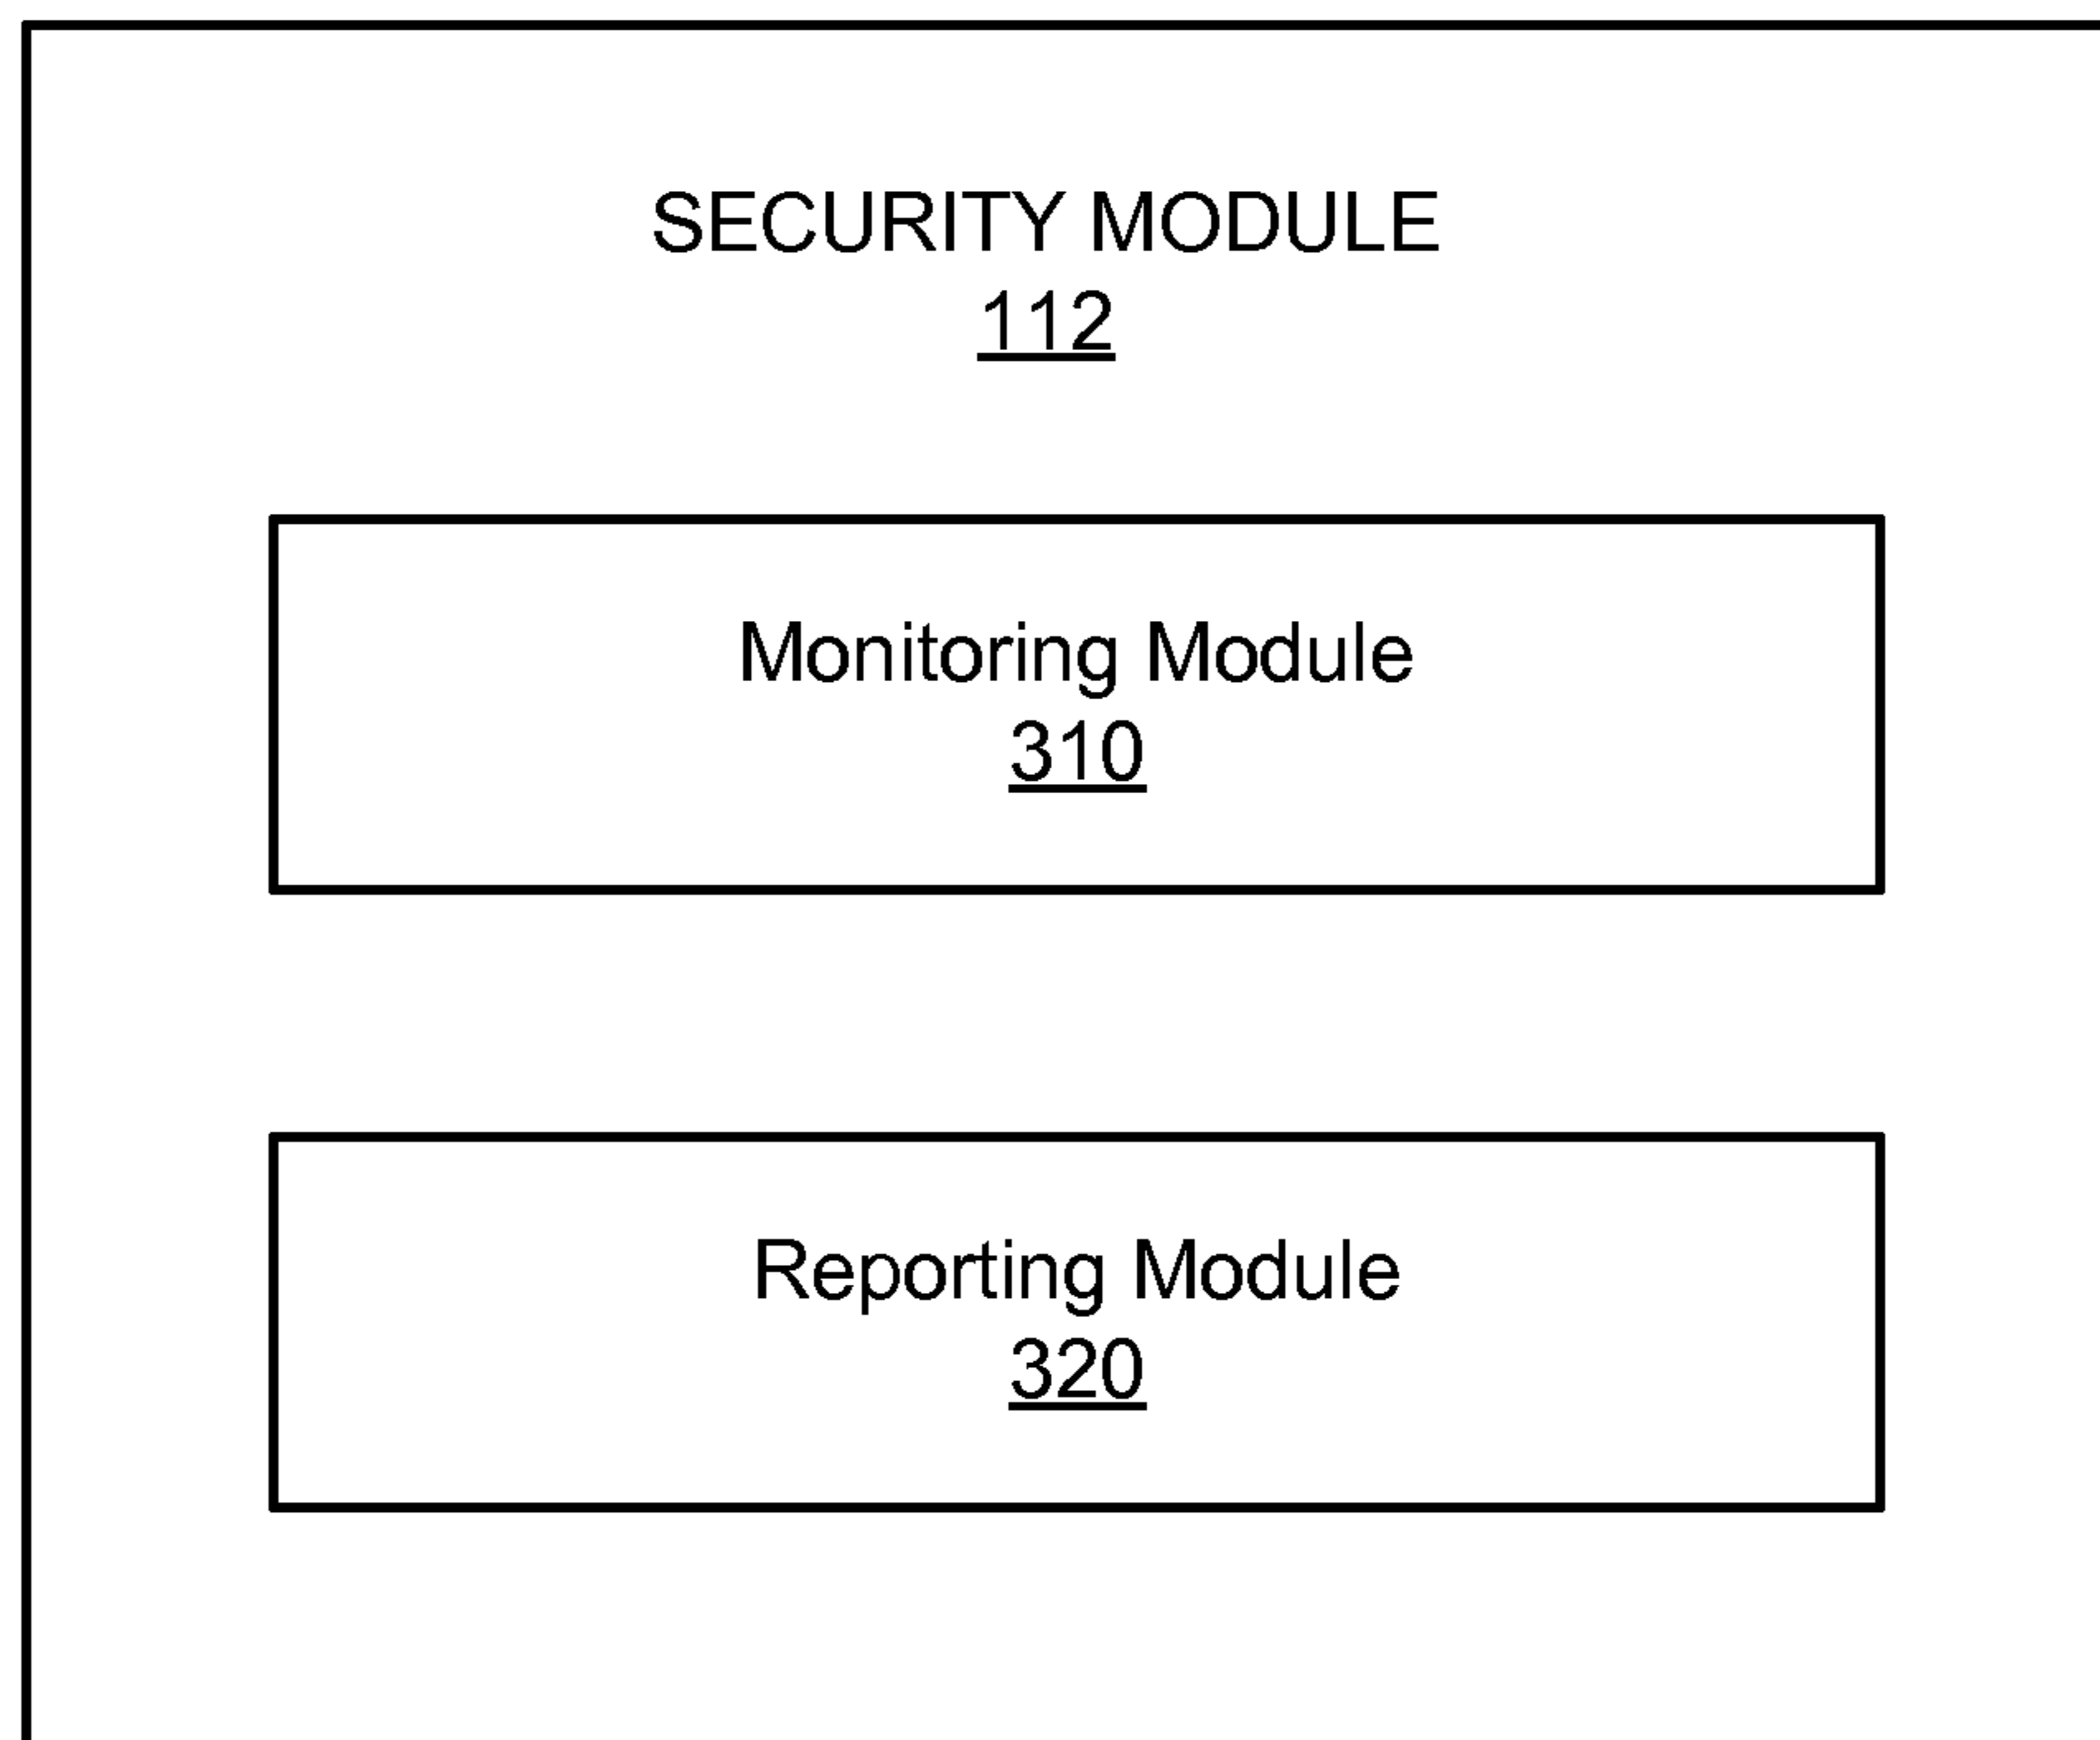 SECURITY MODULE
112
Monitoring Module
310
Reporting Module
320